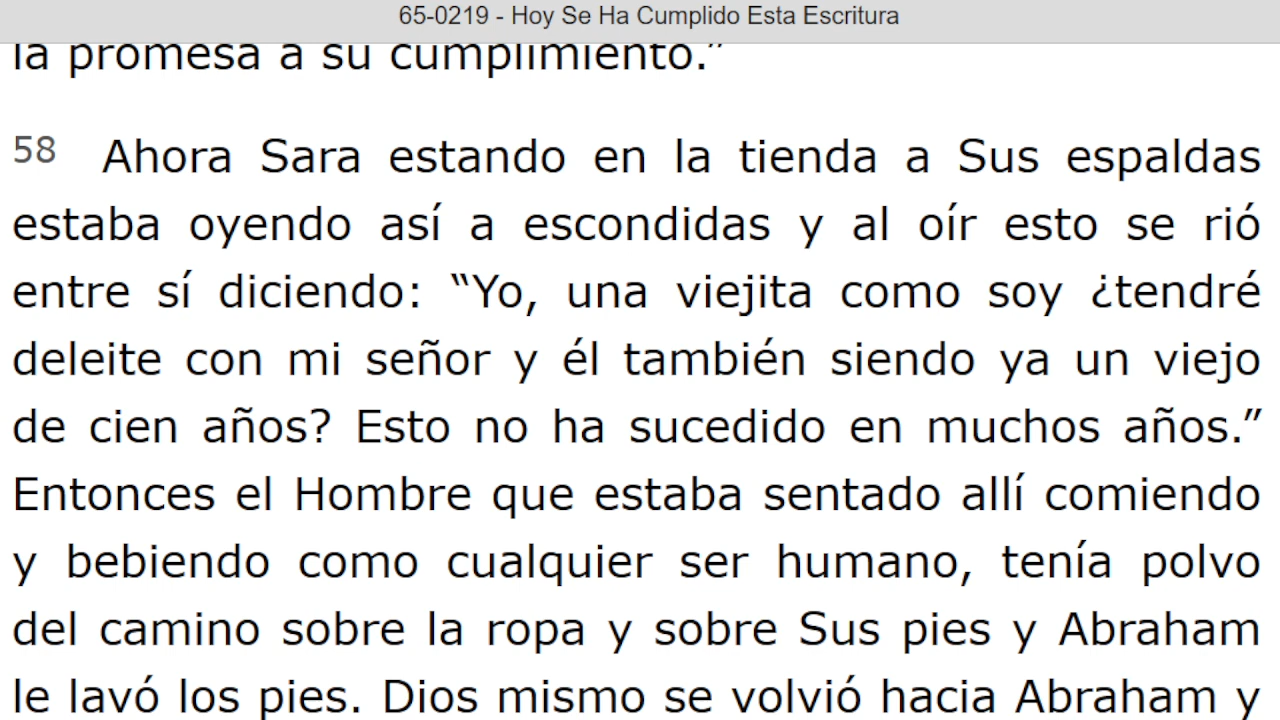 65-0219 - Hoy Se Ha Cumplido Esta Escritura
la promesa a su cumplimiento.”
58 Ahora Sara estando en la tienda a Sus espaldas
estaba oyendo así a escondidas y al oír esto se rió
entre sí diciendo: “Yo, una viejita como soy ¿tendré
deleite con mi señor y él también siendo ya un viejo
de cien años? Esto no ha sucedido en muchos años.”
Entonces el Hombre que estaba sentado allí comiendo
y bebiendo como cualquier ser humano, tenía polvo
del camino sobre la ropa y sobre Sus pies y Abraham
le lavó los pies. Dios mismo se volvió hacia Abraham y